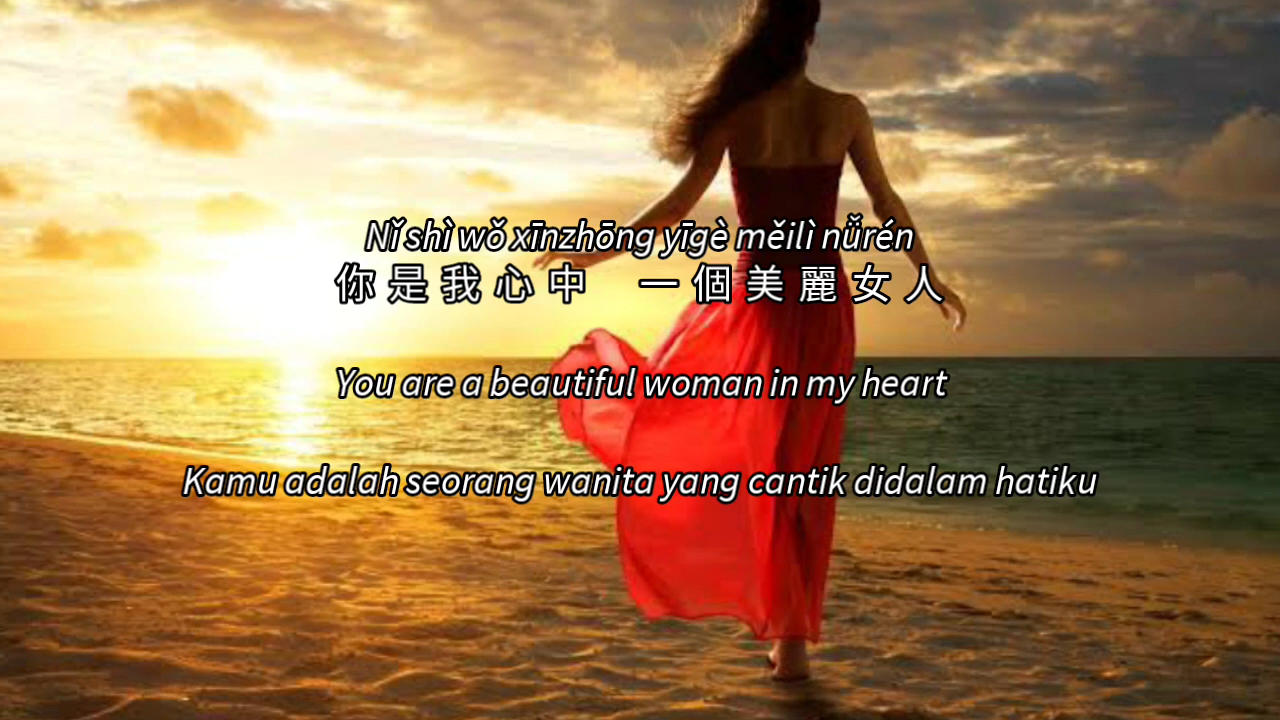 Nǐ shì wǒ xīnzhōng yīgè měilì nǚrén
你是我心中 一個美麗女人
You are a beautiful woman in my heart
Kamu adalah seorang wanita yang cantik didalam hatiku